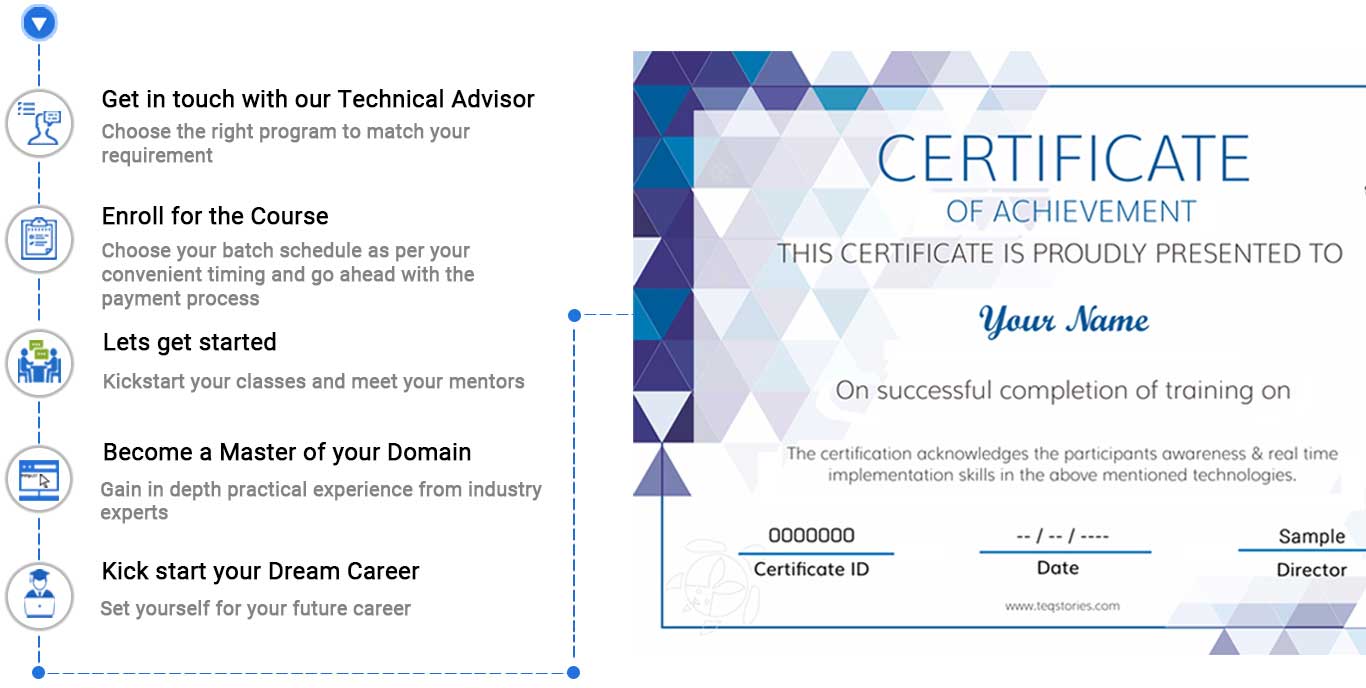 Get in touch with our Technical Advisor
Choose the right program to match your
requirement
Enroll for the Course
Choose your batch schedule as per your
convenient timing and go ahead with the
payment process
Lets get started
Kickstart your classes and meet your mentors
Become a Master of your Domain
Gain in depth practical experience from industry
experts
Kick start your Dream Career
Set yourself for your future career
CERTIFICATE
OF ACHIEVEMENT
THIS CERTIFICATE IS PROUDLY PRESENTED TO
Your Name
On successful completion of training on
The certification acknowledges the participants awareness & real time
implementation skills in the above mentioned technologies.
0000000
Certificate ID
-- / -- / ----
Date
Sample
Director
www.teqstories.com